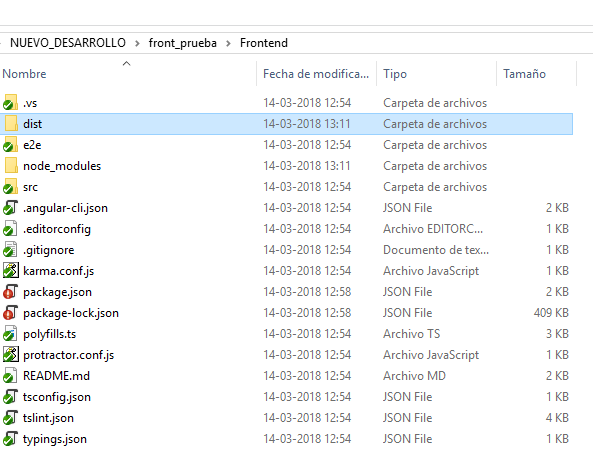 NUEVO_DESARROLLO > front_prueba > Frontend
Nombre Fecha de modifica... Tipo Tamaño
.vs 14-03-2018 12:54 Carpeta de archivos
dist 14-03-2018 13:11 Carpeta de archivos
e2e 14-03-2018 12:54 Carpeta de archivos
node_modules 14-03-2018 13:11 Carpeta de archivos
src 14-03-2018 12:54 Carpeta de archivos
.angular-cli.json 14-03-2018 12:54 JSON File 2 KB
.editorconfig 14-03-2018 12:54 Archivo EDITORC... 1 KB
.gitignore 14-03-2018 12:54 Documento de tex... 1 KB
karma.conf.js 14-03-2018 12:54 Archivo JavaScript 1 KB
package.json 14-03-2018 12:58 JSON File 2 KB
package-lock.json 14-03-2018 12:58 JSON File 409 KB
polyfills.ts 14-03-2018 12:54 Archivo TS 3 KB
protractor.conf.js 14-03-2018 12:54 Archivo JavaScript 1 KB
README.md 14-03-2018 12:54 Archivo MD 2 KB
tsconfig.json 14-03-2018 12:54 JSON File 1 KB
tslint.json 14-03-2018 12:54 JSON File 4 KB
typings.json 14-03-2018 12:54 JSON File 1 KB